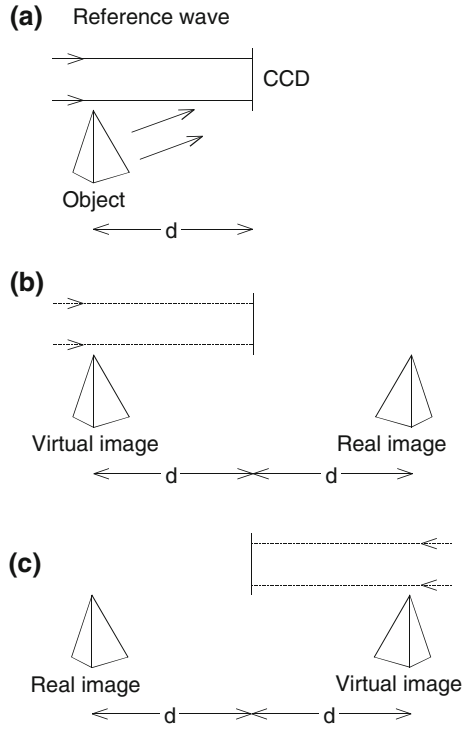 (a) Reference wave
CCD
Object
d
(b)
Virtual image Real image
d d
(c)
Real image Virtual image
d d